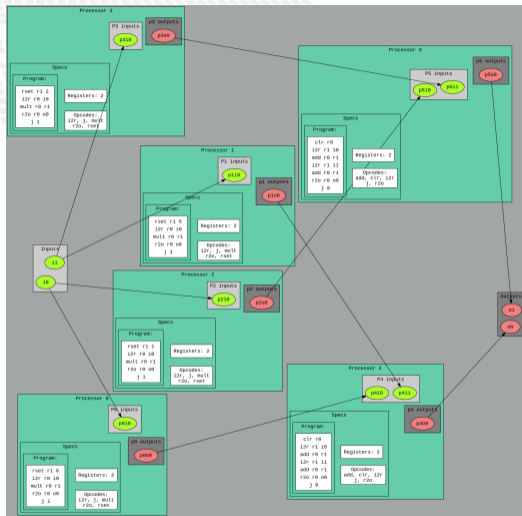 Processor 3
P3 inputs
p3i0
p3 outputs
p3o0
Specs
Program:
rset r1 2
i2r r0 i0
mult r0 r1
r2o r0 o0
j 1
Registers: 2
Opcodes:
i2r, j, mult
r2o, rset
Processor 5
P5 inputs
p5i0
p5i1
p5 outputs
p5o0
Specs
Program:
clr r0
i2r r1 i0
add r0 r1
i2r r1 i1
add r0 r1
r2o r0 o0
j 0
Registers: 2
Opcodes:
add, clr, i2r
j, r2o
Processor 1
P1 inputs
p1i0
p1 outputs
p1o0
Specs
Program:
rset r1 5
i2r r0 i0
mult r0 r1
r2o r0 o0
j 1
Registers: 2
Opcodes:
i2r, j, mult
r2o, rset
Inputs
i1
i0
Processor 2
P2 inputs
p2i0
p2 outputs
p2o0
Specs
Program:
rset r1 1
i2r r0 i0
mult r0 r1
r2o r0 o0
j 1
Registers: 2
Opcodes:
i2r, j, mult
r2o, rset
Outputs
o1
o0
Processor 4
P4 inputs
p4i0
p4i1
p4 outputs
p4o0
Specs
Program:
clr r0
i2r r1 i0
add r0 r1
i2r r1 i1
add r0 r1
r2o r0 o0
j 0
Registers: 2
Opcodes:
add, clr, i2r
j, r2o
Processor 0
P0 inputs
p0i0
p0 outputs
p0o0
Specs
Program:
rset r1 6
i2r r0 i0
mult r0 r1
r2o r0 o0
j 1
Registers: 2
Opcodes:
i2r, j, mult
r2o, rset